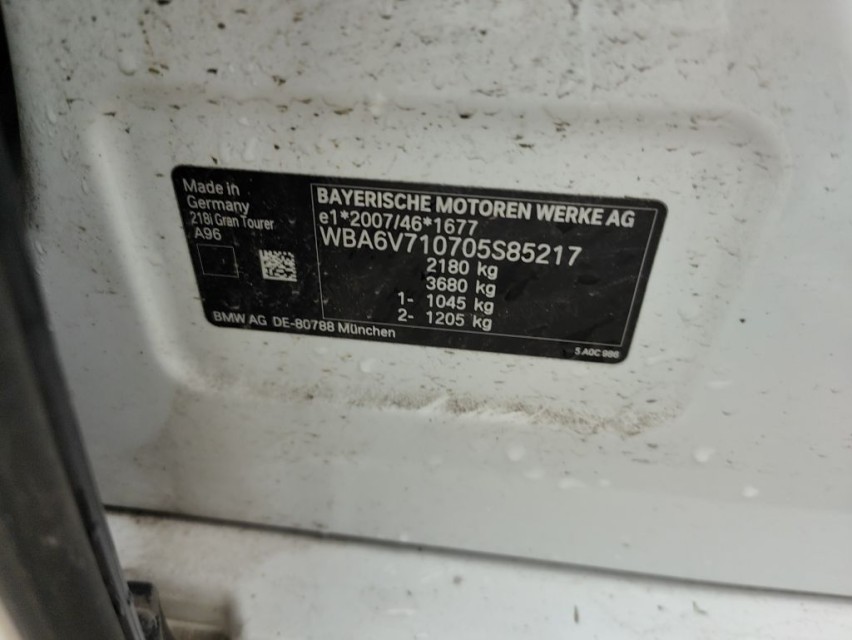 Made in
Germany
218i Gran Tourer
A96
BMW AG DE-80788 München
BAYERISCHE MOTOREN WERKE AG
e1*2007/46*1677
WBA6V710705S85217
2180 kg
3680 kg
1- 1045 kg
2- 1205 kg
5 A0C 988